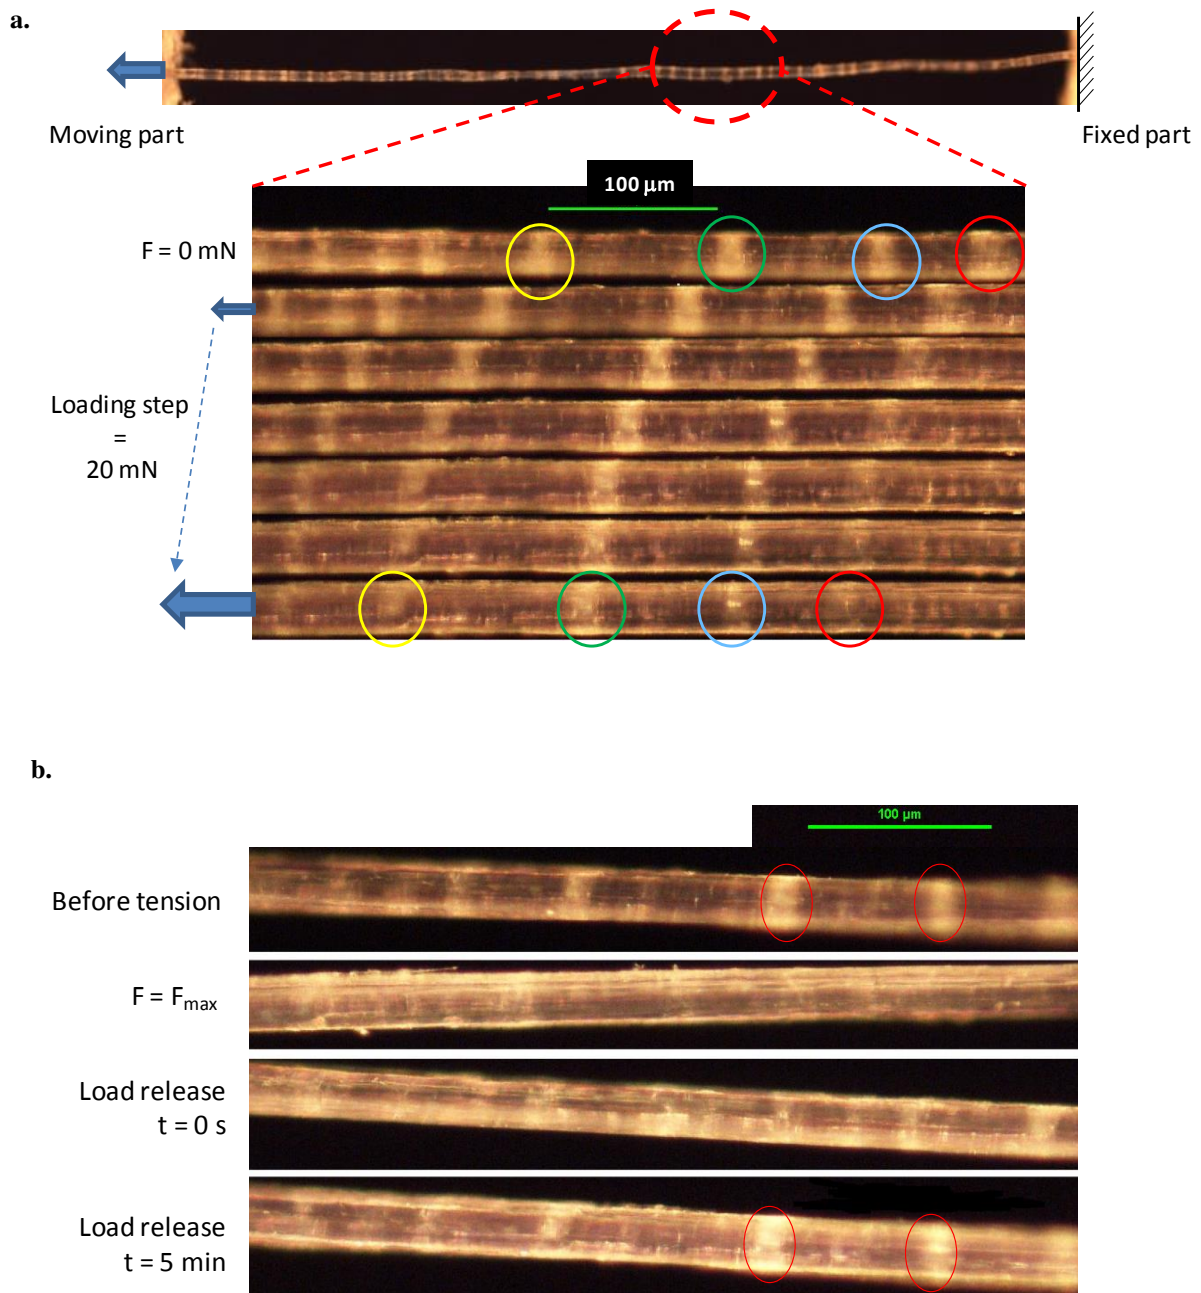 a.
Moving part
Fixed part
100 µm
F = 0 mN
Loading step
=
20 mN
b.
100 µm
Before tension
F = Fmax
Load release
t = 0 s
Load release
t = 5 min